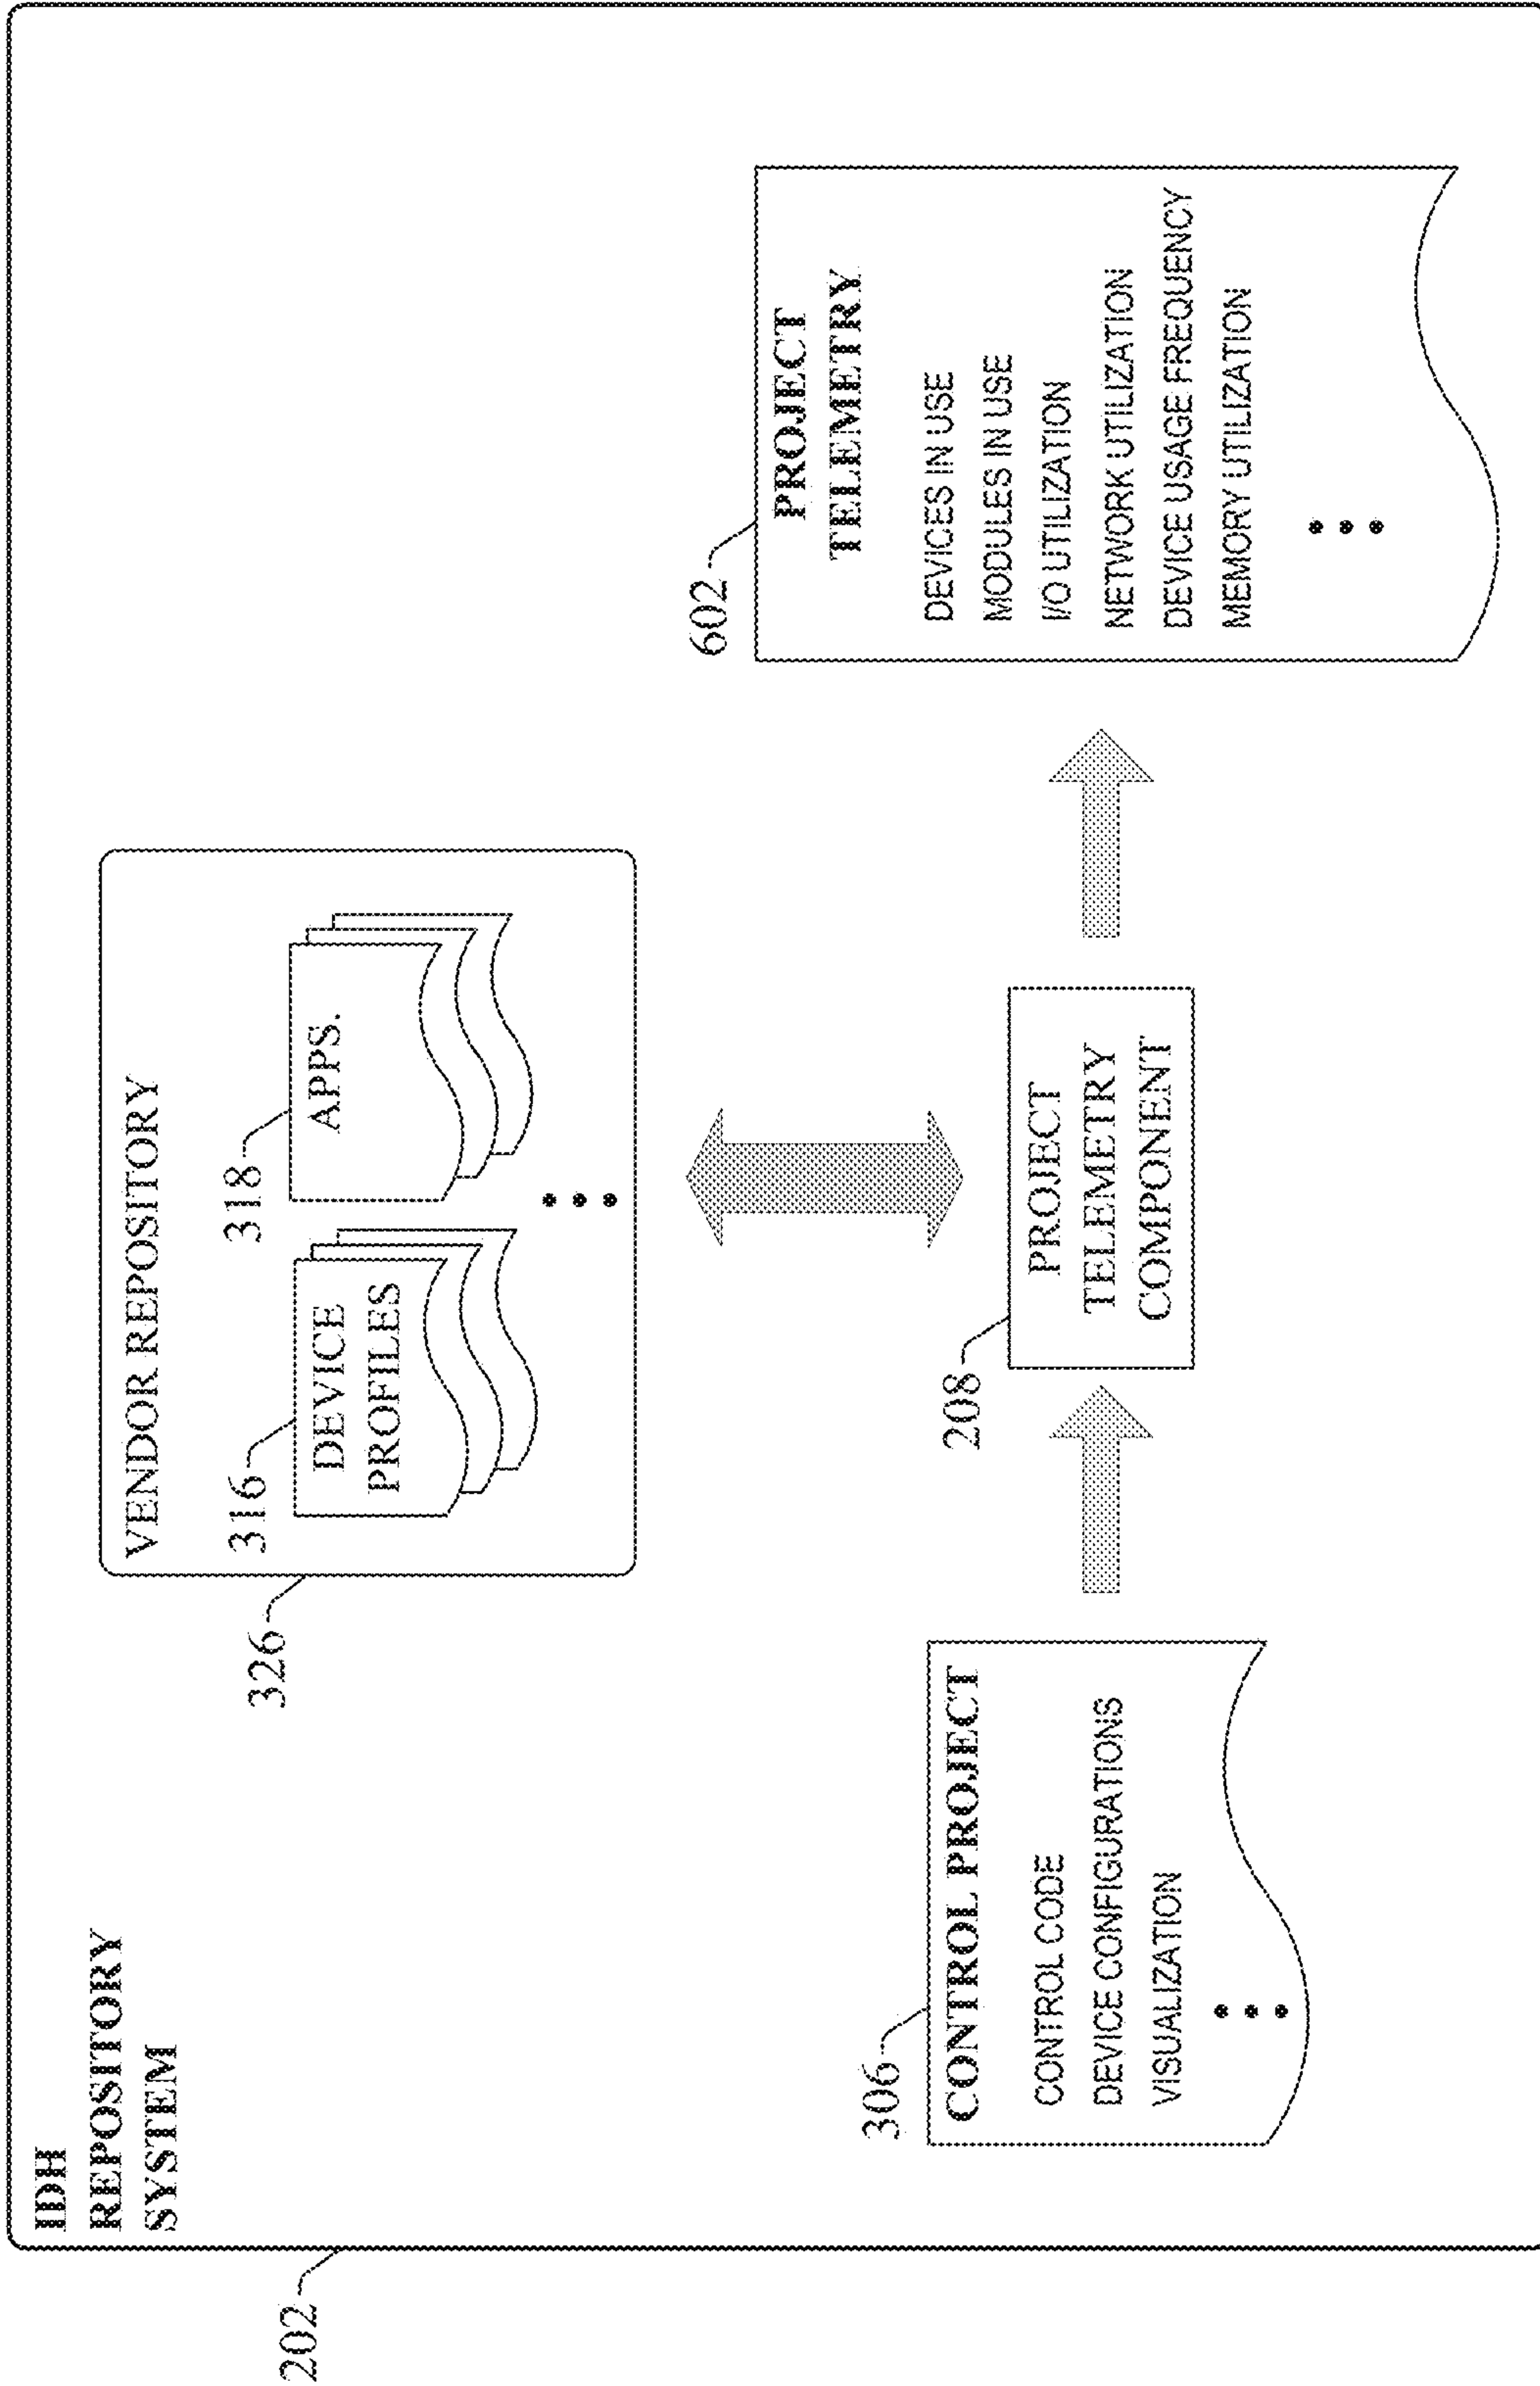 IDH
REPOSITORY
SYSTEM
202
VENDOR REPOSITORY
326
316
DEVICE
PROFILES
318
APPS.
306
CONTROL PROJECT
CONTROL CODE
DEVICE CONFIGURATIONS
VISUALIZATION
208
PROJECT
TELEMETRY
COMPONENT
602
PROJECT
TELEMETRY
DEVICES IN USE
MODULES IN USE
I/O UTILIZATION
NETWORK UTILIZATION
DEVICE USAGE FREQUENCY
MEMORY UTILIZATION